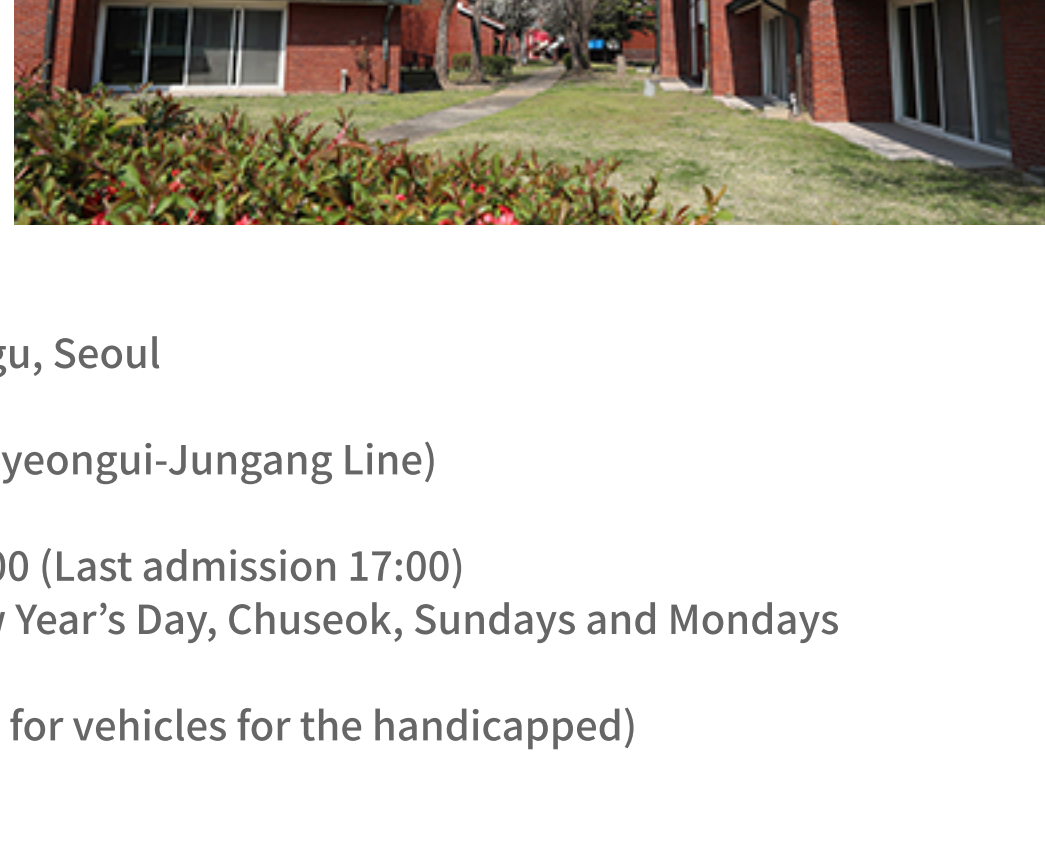 gu, Seoul
yeongui-Jungang Line)
00 (Last admission 17:00)
Year’s Day, Chuseok, Sundays and Mondays
for vehicles for the handicapped)